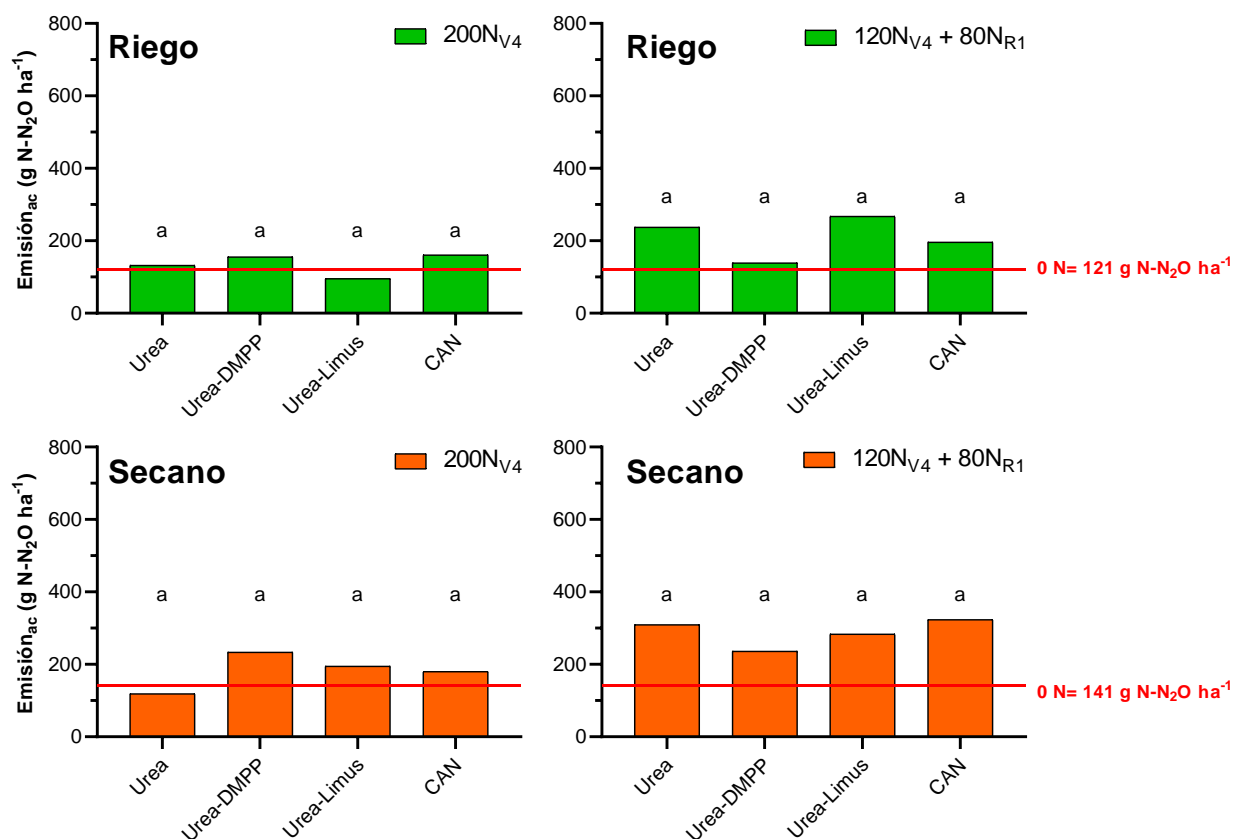 Riego
200N_V4
Emisión_ac (g N-N₂O ha⁻¹)
800
600
400
200
0
a
a
a
a
Urea
Urea-DMPP
Urea-Limus
CAN
Riego
120N_V4 + 80N_R1
800
600
400
200
0
a
a
a
a
0 N= 121 g N-N₂O ha⁻¹
Urea
Urea-DMPP
Urea-Limus
CAN
Secano
200N_V4
Emisión_ac (g N-N₂O ha⁻¹)
800
600
400
200
0
a
a
a
a
Urea
Urea-DMPP
Urea-Limus
CAN
Secano
120N_V4 + 80N_R1
800
600
400
200
0
a
a
a
a
0 N= 141 g N-N₂O ha⁻¹
Urea
Urea-DMPP
Urea-Limus
CAN